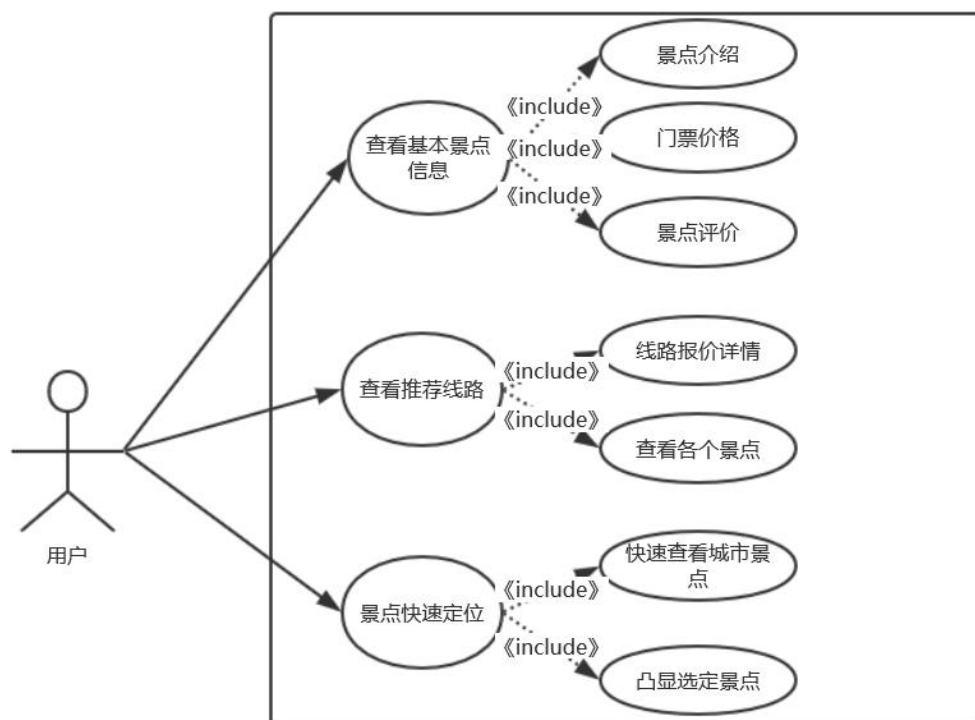 景点介绍
《include》
查看基本景点
信息
《include》
门票价格
《include》
景点评价
线路报价详情
《include》
查看推荐线路
《include》
查看各个景点
用户
快速查看城市景
点
《include》
景点快速定位
《include》
凸显选定景点